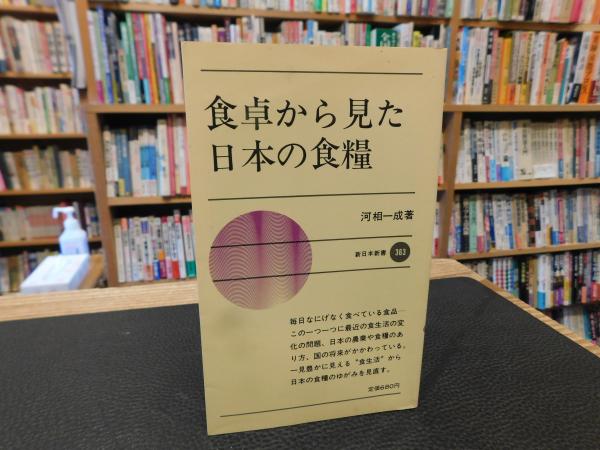 食卓から見た
日本の食糧
河相一成著
新日本新書 363
毎日なにげなく食べている食品―
この一つ一つに最近の食生活の変
化の問題、日本の農業や食糧のあ
り方、国の将来がかかわっている。
一見豊かに見える“食生活”から
日本の食糧のゆがみを見直す。
定価680円